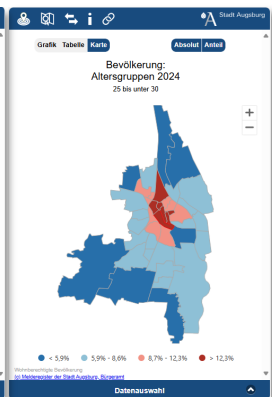 Stadt Augsburg
Grafik Tabelle Karte
Absolut Anteil
Bevölkerung:
Altersgruppen 2024
25 bis unter 30
+
−
< 5,9% 5,9% - 8,6% 8,7% - 12,3% > 12,3%
Wohnberechtigte Bevölkerung
(c) Melderegister der Stadt Augsburg, Bürgeramt
Datenauswahl